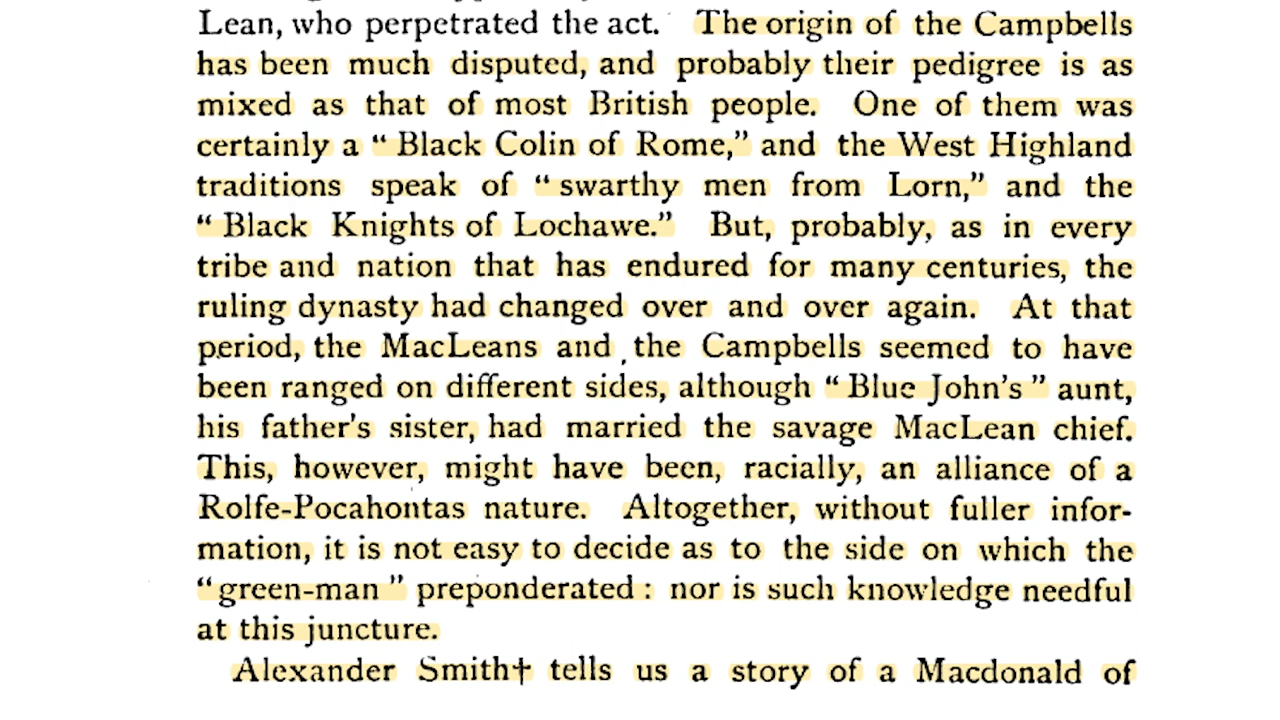 Lean, who perpetrated the act. The origin of the Campbells
has been much disputed, and probably their pedigree is as
mixed as that of most British people. One of them was
certainly a “ Black Colin of Rome,” and the West Highland
traditions speak of “ swarthy men from Lorn,” and the
“ Black Knights of Lochawe.” But, probably, as in every
tribe and nation that has endured for many centuries, the
ruling dynasty had changed over and over again. At that
period, the MacLeans and the Campbells seemed to have
been ranged on different sides, although “ Blue John’s ” aunt,
his father’s sister, had married the savage MacLean chief.
This, however, might have been, racially, an alliance of a
Rolfe-Pocahontas nature. Altogether, without fuller infor-
mation, it is not easy to decide as to the side on which the
“ green-man ” preponderated : nor is such knowledge needful
at this juncture.
Alexander Smith† tells us a story of a Macdonald of